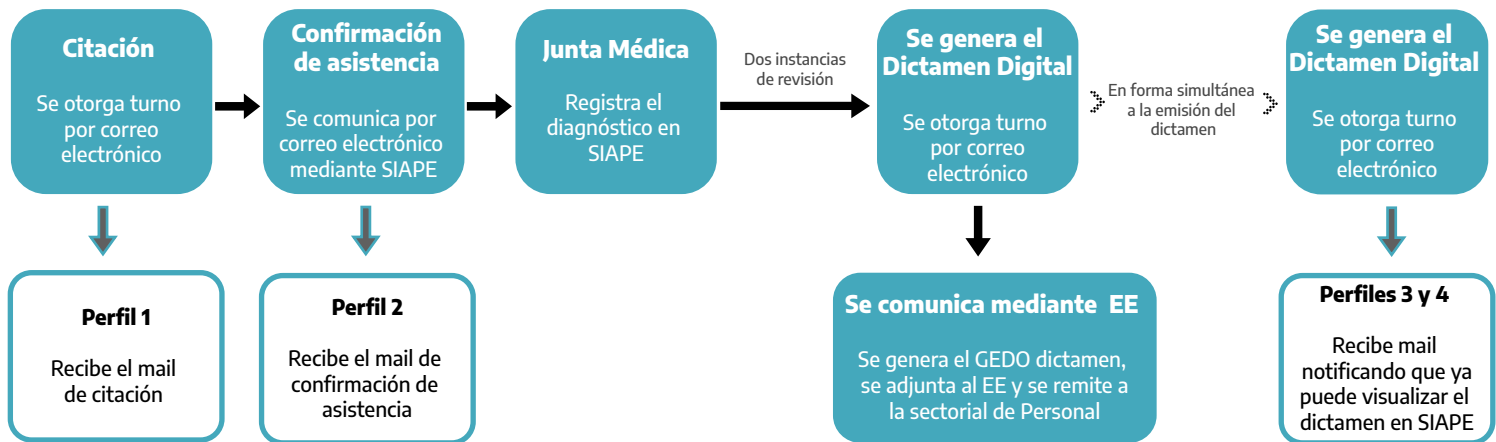 Citación
Se otorga turno
por correo
electrónico
Confirmación
de asistencia
Se comunica por
correo electrónico
mediante SIAPE
Junta Médica
Registra el
diagnóstico en
SIAPE
Dos instancias
de revisión
Se genera el
Dictamen Digital
Se otorga turno
por correo
electrónico
En forma simultánea
a la emisión del
dictamen
Se genera el
Dictamen Digital
Se otorga turno
por correo
electrónico
Perfil 1
Recibe el mail
de citación
Perfil 2
Recibe el mail de
confirmación de
asistencia
Se comunica mediante EE
Se genera el GEDO dictamen,
se adjunta al EE y se remite a
la sectorial de Personal
Perfiles 3 y 4
Recibe mail
notificando que ya
puede visualizar el
dictamen en SIAPE